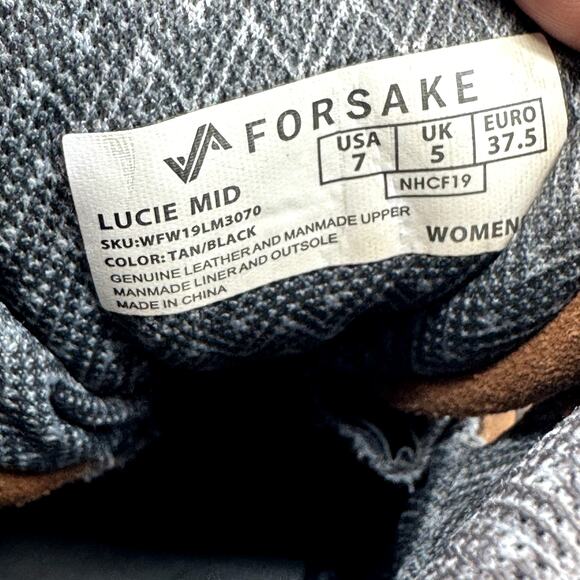 FORSAKE
USA UK EURO
7 5 37.5
NHCF19
LUCIE MID
SKU:WFW19LM3070
COLOR:TAN/BLACK
GENUINE LEATHER AND MANMADE UPPER
MANMADE LINER AND OUTSOLE
MADE IN CHINA
WOMEN